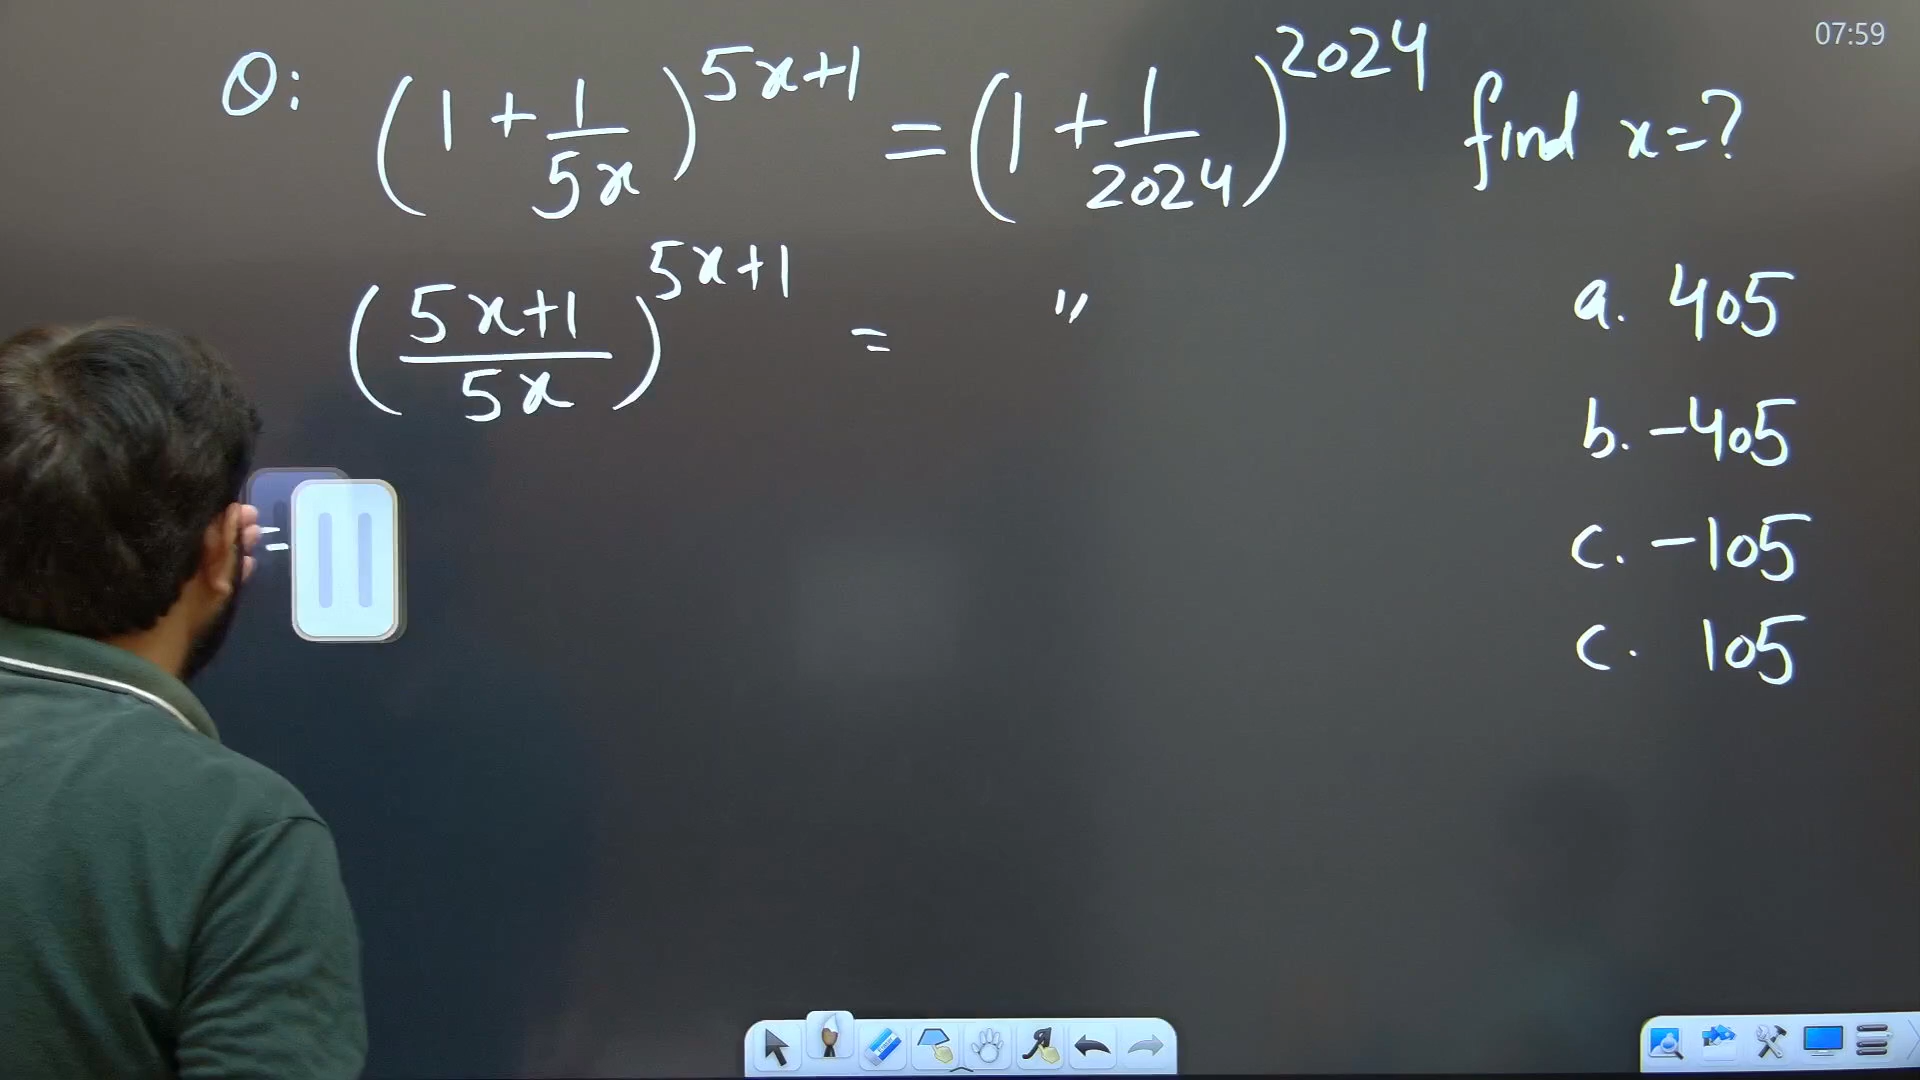 07:59
Q: (1 + 1/5x)^(5x+1) = (1 + 1/2024)^2024 find x=?
((5x+1)/5x)^(5x+1) = "
a. 405
b. -405
c. -105
c. 105
=